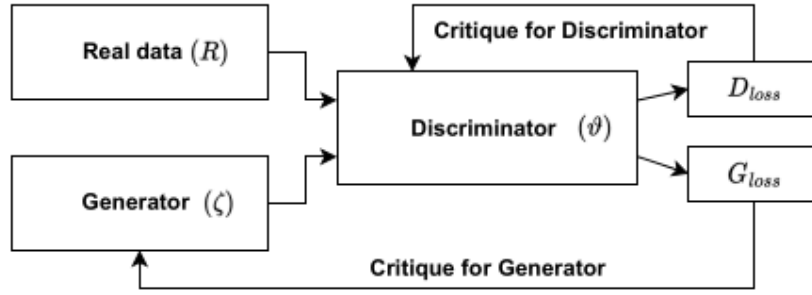 Critique for Discriminator
Real data (R)
D_loss
Discriminator (ϑ)
G_loss
Generator (ζ)
Critique for Generator